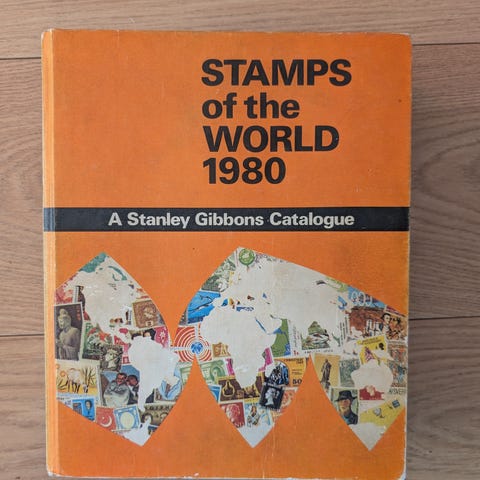 STAMPS
of the
WORLD
1980
A Stanley Gibbons Catalogue